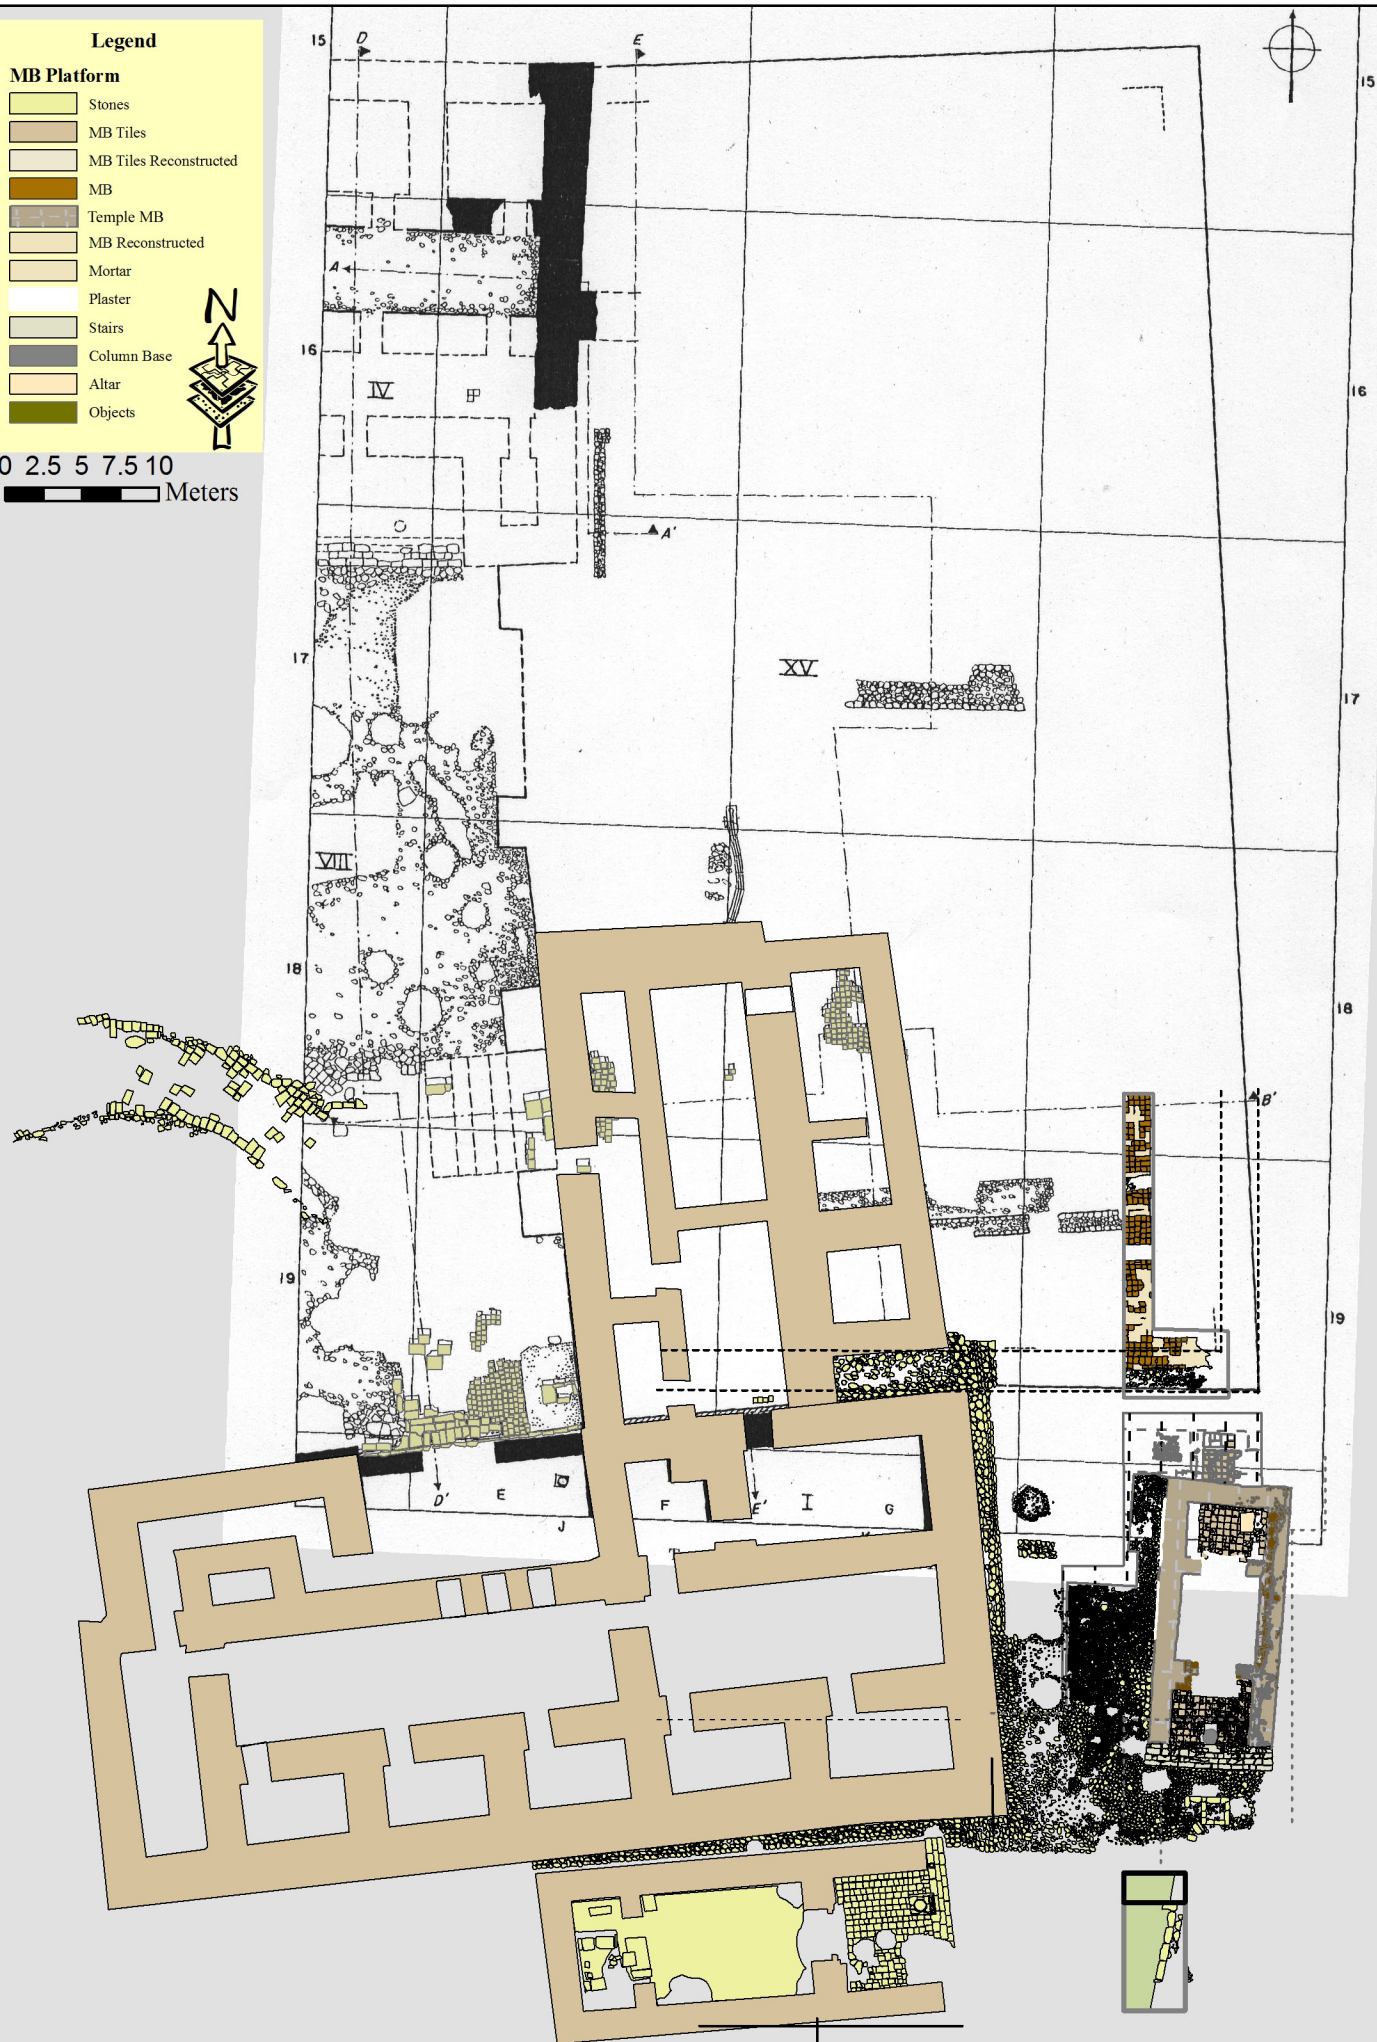 Legend
MB Platform
Stones
MB Tiles
MB Tiles Reconstructed
MB
Temple MB
MB Reconstructed
Mortar
Plaster
Stairs
Column Base
Altar
Objects
N
0 2.5 5 7.5 10
Meters
15
D
E
15
A
16
IV
16
A'
17
XV
17
VIII
18
18
B'
19
19
D'
E
F
E'
I
G
J